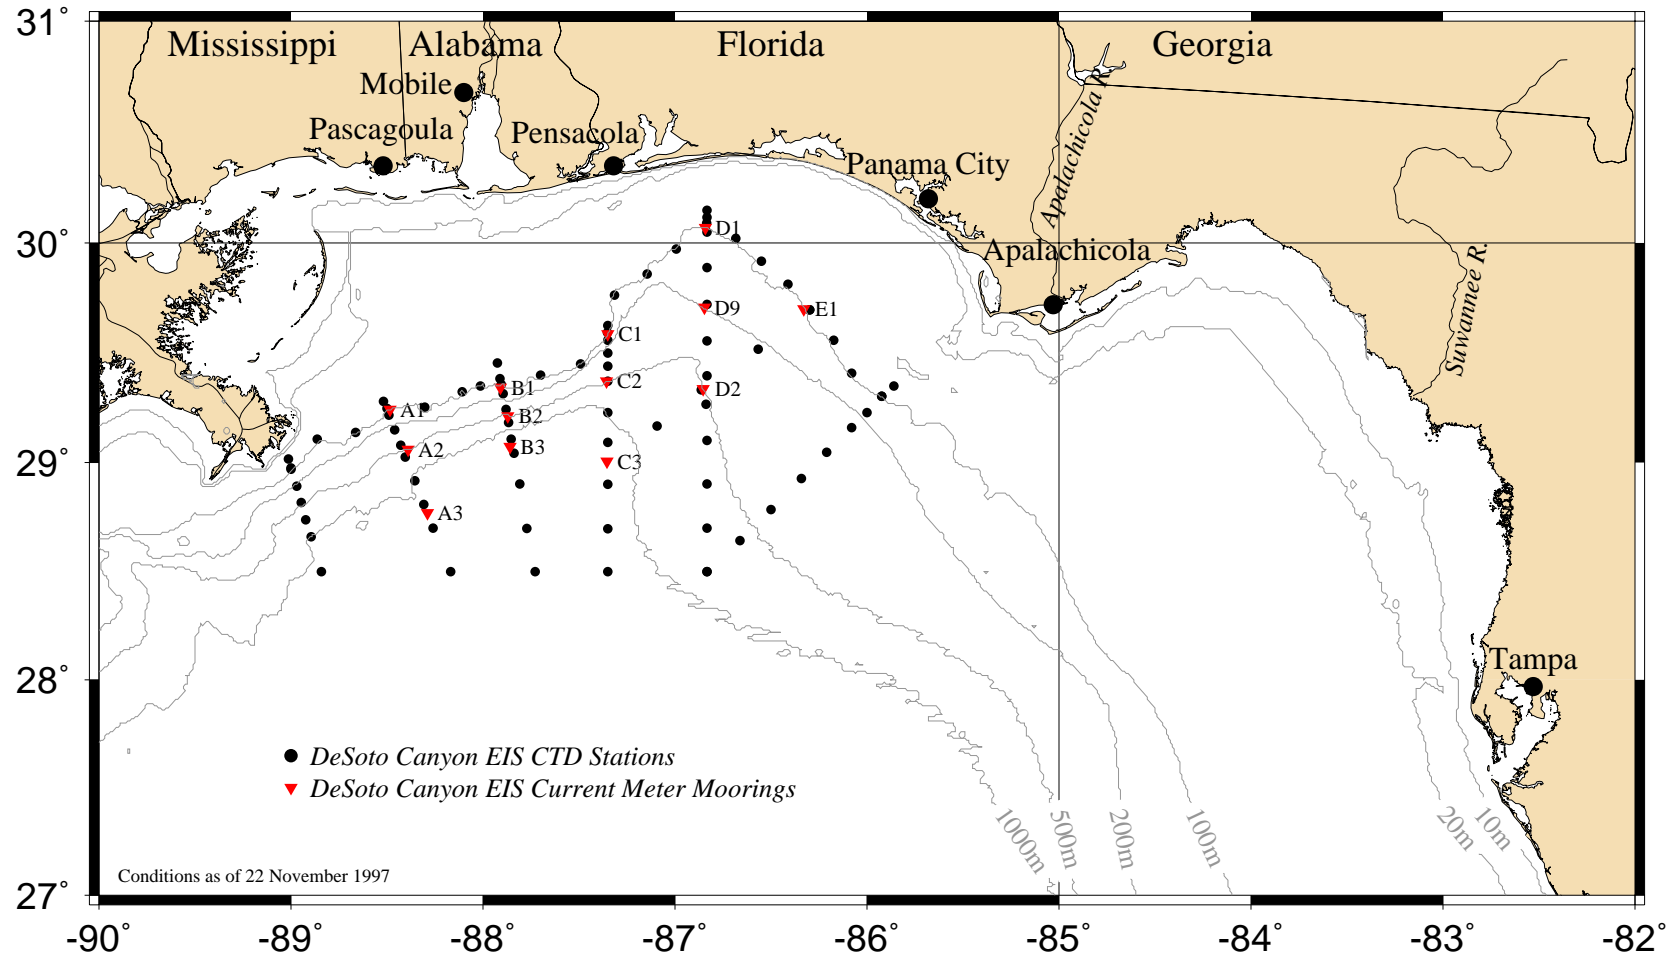 31°
Mississippi Alabama Florida Georgia
Mobile
Pascagoula
Pensacola
Panama City
Apalachicola R.
30°
Apalachicola
Suwannee R.
D1
D9
E1
C1
C2
D2
B1
A1
B2
B3
A2
C3
29°
A3
28°
Tampa
DeSoto Canyon EIS CTD Stations
DeSoto Canyon EIS Current Meter Moorings
1000m
500m
200m
100m
20m
10m
Conditions as of 22 November 1997
27°
-90° -89° -88° -87° -86° -85° -84° -83° -82°